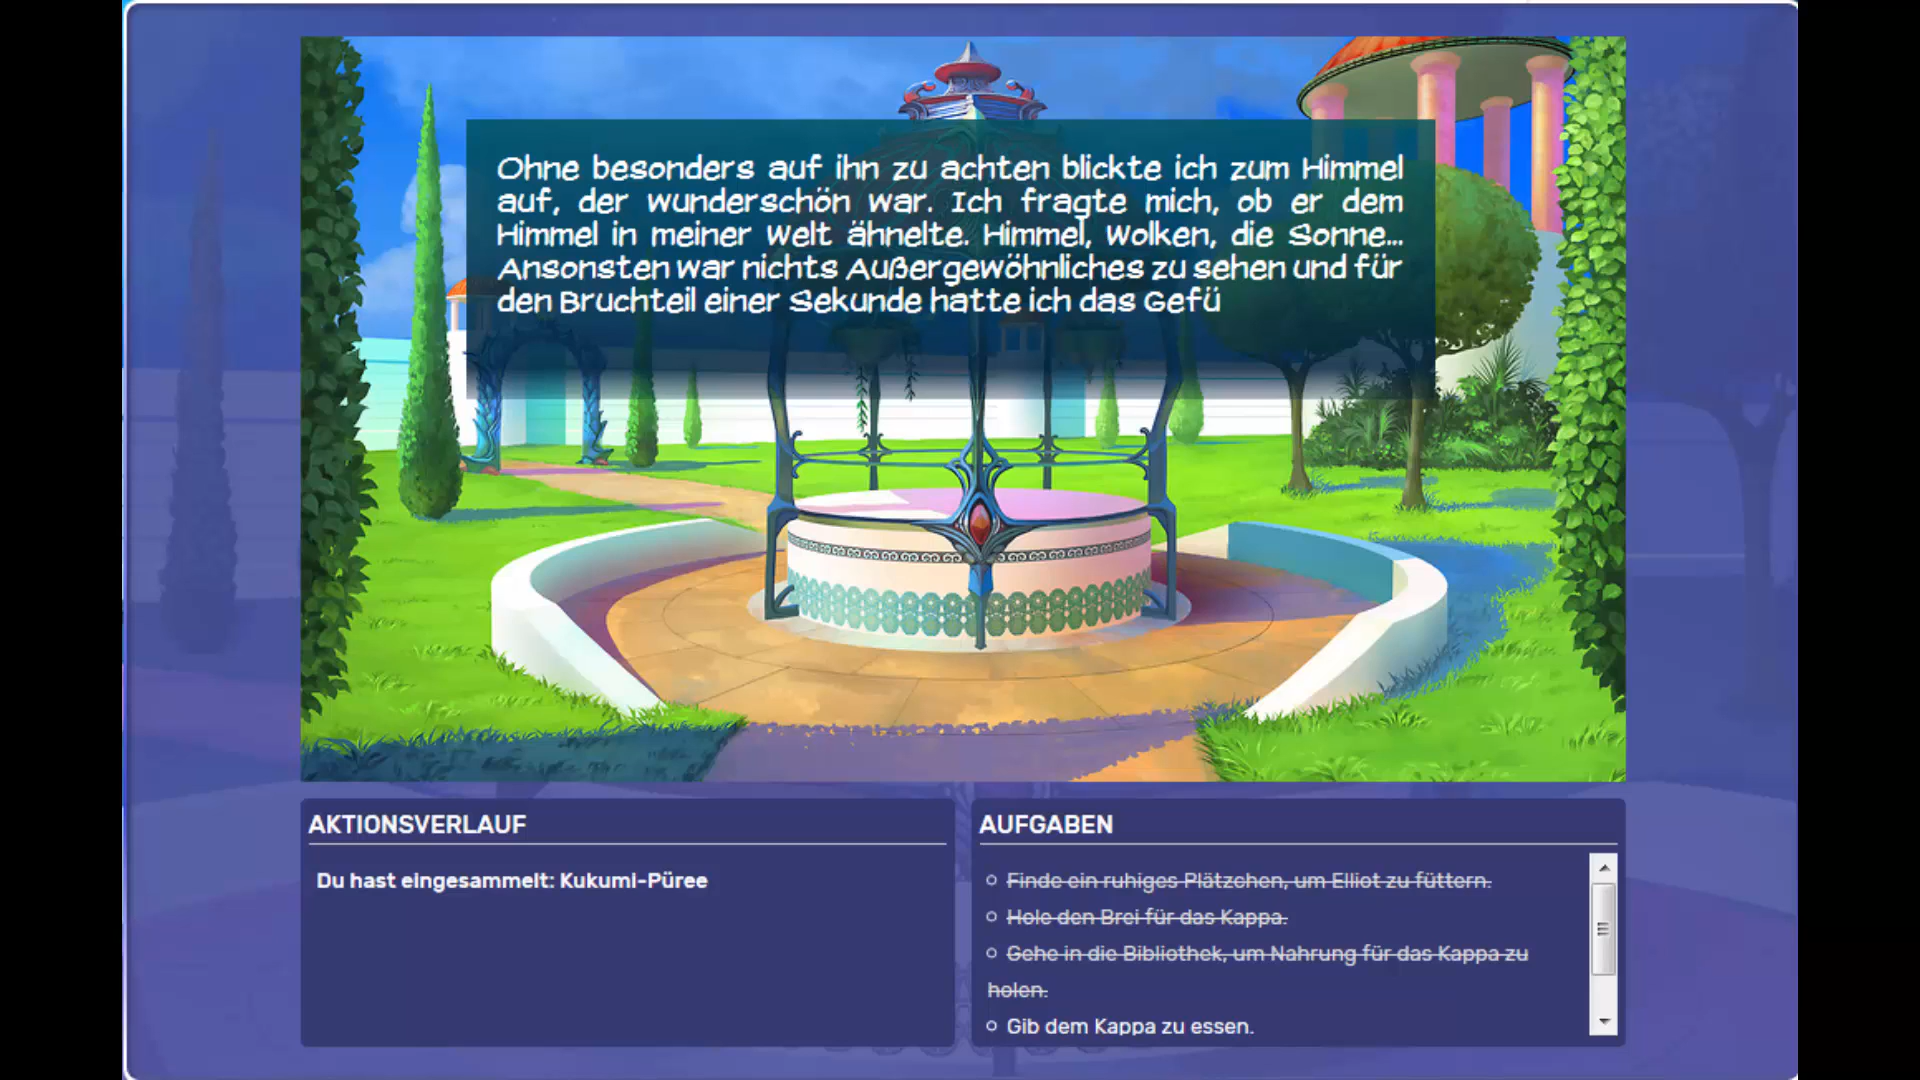 Ohne besonders auf ihn zu achten blickte ich zum Himmel
auf, der wunderschön war. Ich fragte mich, ob er dem
Himmel in meiner Welt ähnelte. Himmel, Wolken, die Sonne...
Ansonsten war nichts Außergewöhnliches zu sehen und für
den Bruchteil einer Sekunde hatte ich das Gefü
AKTIONSVERLAUF
Du hast eingesammelt: Kukumi-Püree
AUFGABEN
Finde ein ruhiges Plätzchen, um Elliot zu füttern.
Hole den Brei für das Kappa.
Gehe in die Bibliothek, um Nahrung für das Kappa zu
holen.
Gib dem Kappa zu essen.